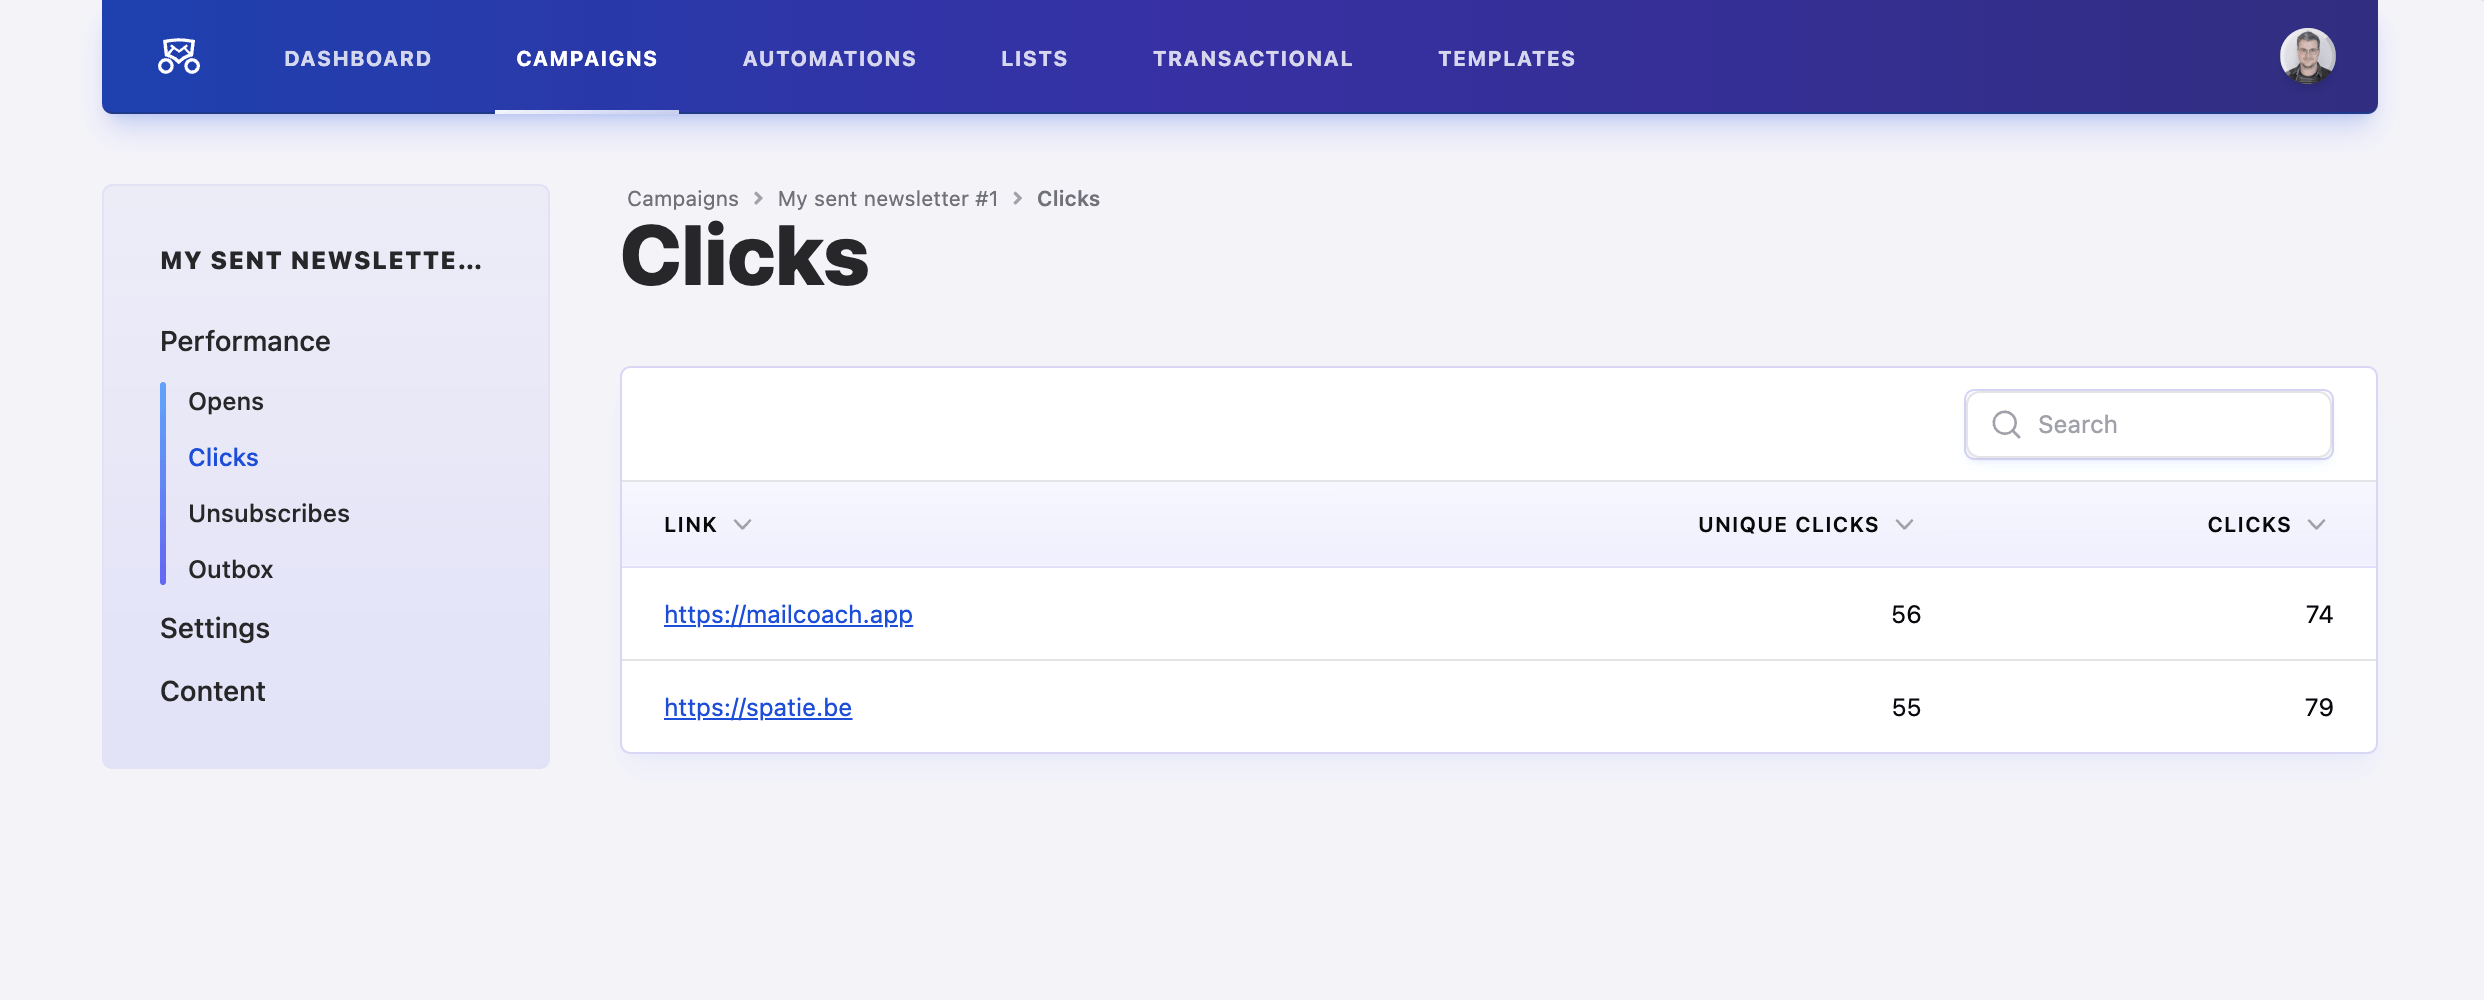 DASHBOARD CAMPAIGNS AUTOMATIONS LISTS TRANSACTIONAL TEMPLATES
MY SENT NEWSLETTE...
Performance
Opens
Clicks
Unsubscribes
Outbox
Settings
Content
Campaigns > My sent newsletter #1 > Clicks
Clicks
Search
LINK UNIQUE CLICKS CLICKS
https://mailcoach.app 56 74
https://spatie.be 55 79